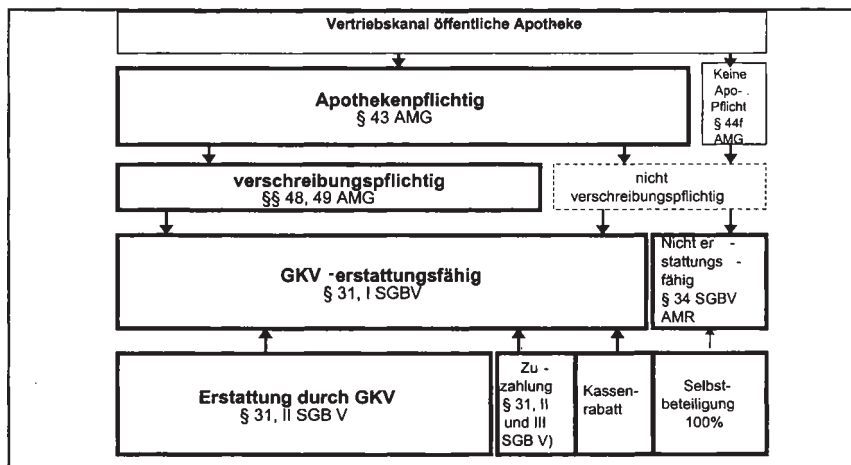 Vertriebskanal öffentliche Apotheke
Apothekenpflichtig
§ 43 AMG
Keine
Apo-
Pflicht
§ 44f
AMG
verschreibungspflichtig
§§ 48, 49 AMG
nicht
verschreibungspflichtig
GKV -erstattungsfähig
§ 31, I SGBV
Nicht er -
stattungs -
fähig
§ 34 SGBV
AMR
Erstattung durch GKV
§ 31, II SGB V
Zu -
zahlung
§ 31, II
und III
SGB V)
Kassen-
rabatt
Selbst-
beteiligung
100%